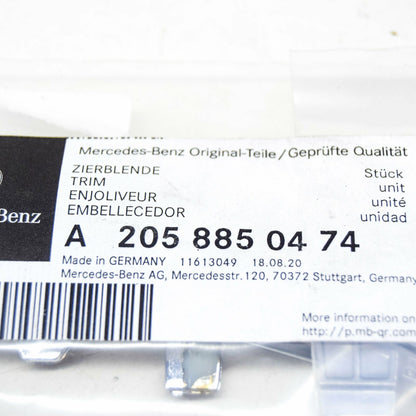 Mercedes-Benz Original-Teile/Geprüfte Qualität
ZIERBLENDE
TRIM
ENJOLIVEUR
EMBELLECEDOR
Stück
unit
unité
unidad
Benz
A 205 885 04 74
Made in GERMANY 11613049 18.08.20
Mercedes-Benz AG, Mercedesstr.120, 70372 Stuttgart, Germany
More information on
http://p.mb-qr.com